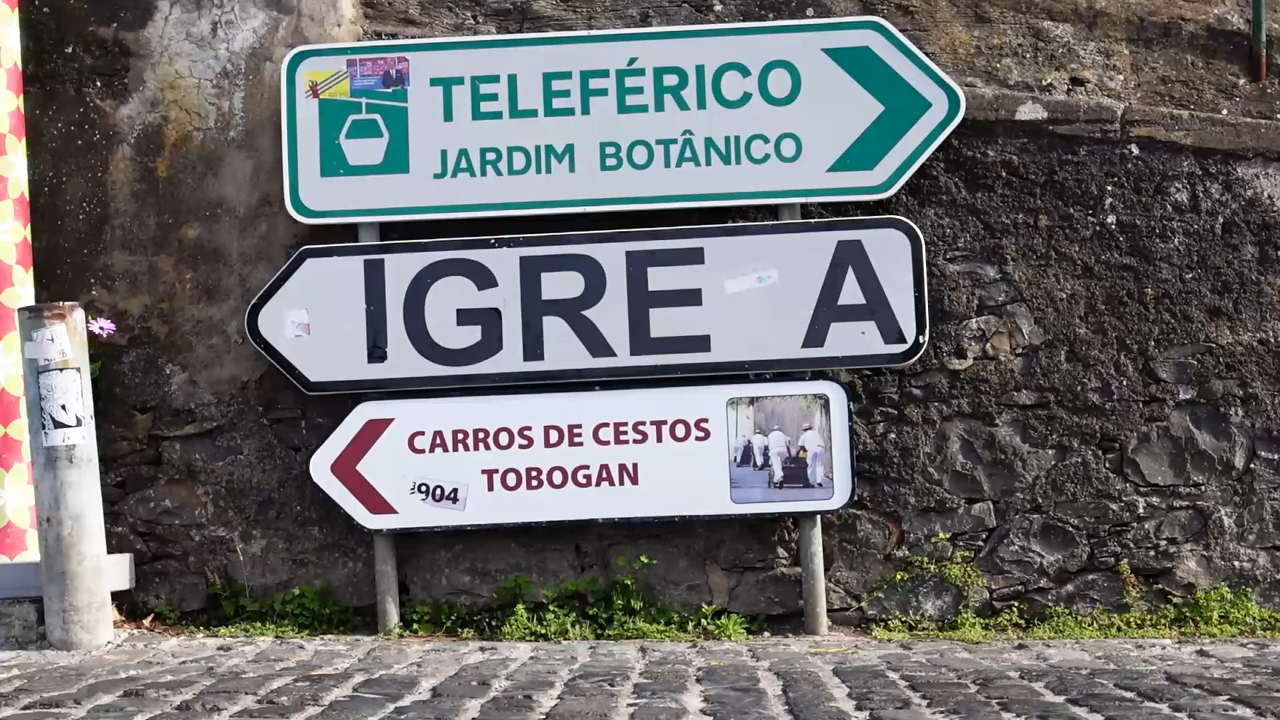 TELEFÉRICO
JARDIM BOTÂNICO
IGRE A
CARROS DE CESTOS
TOBOGAN
904